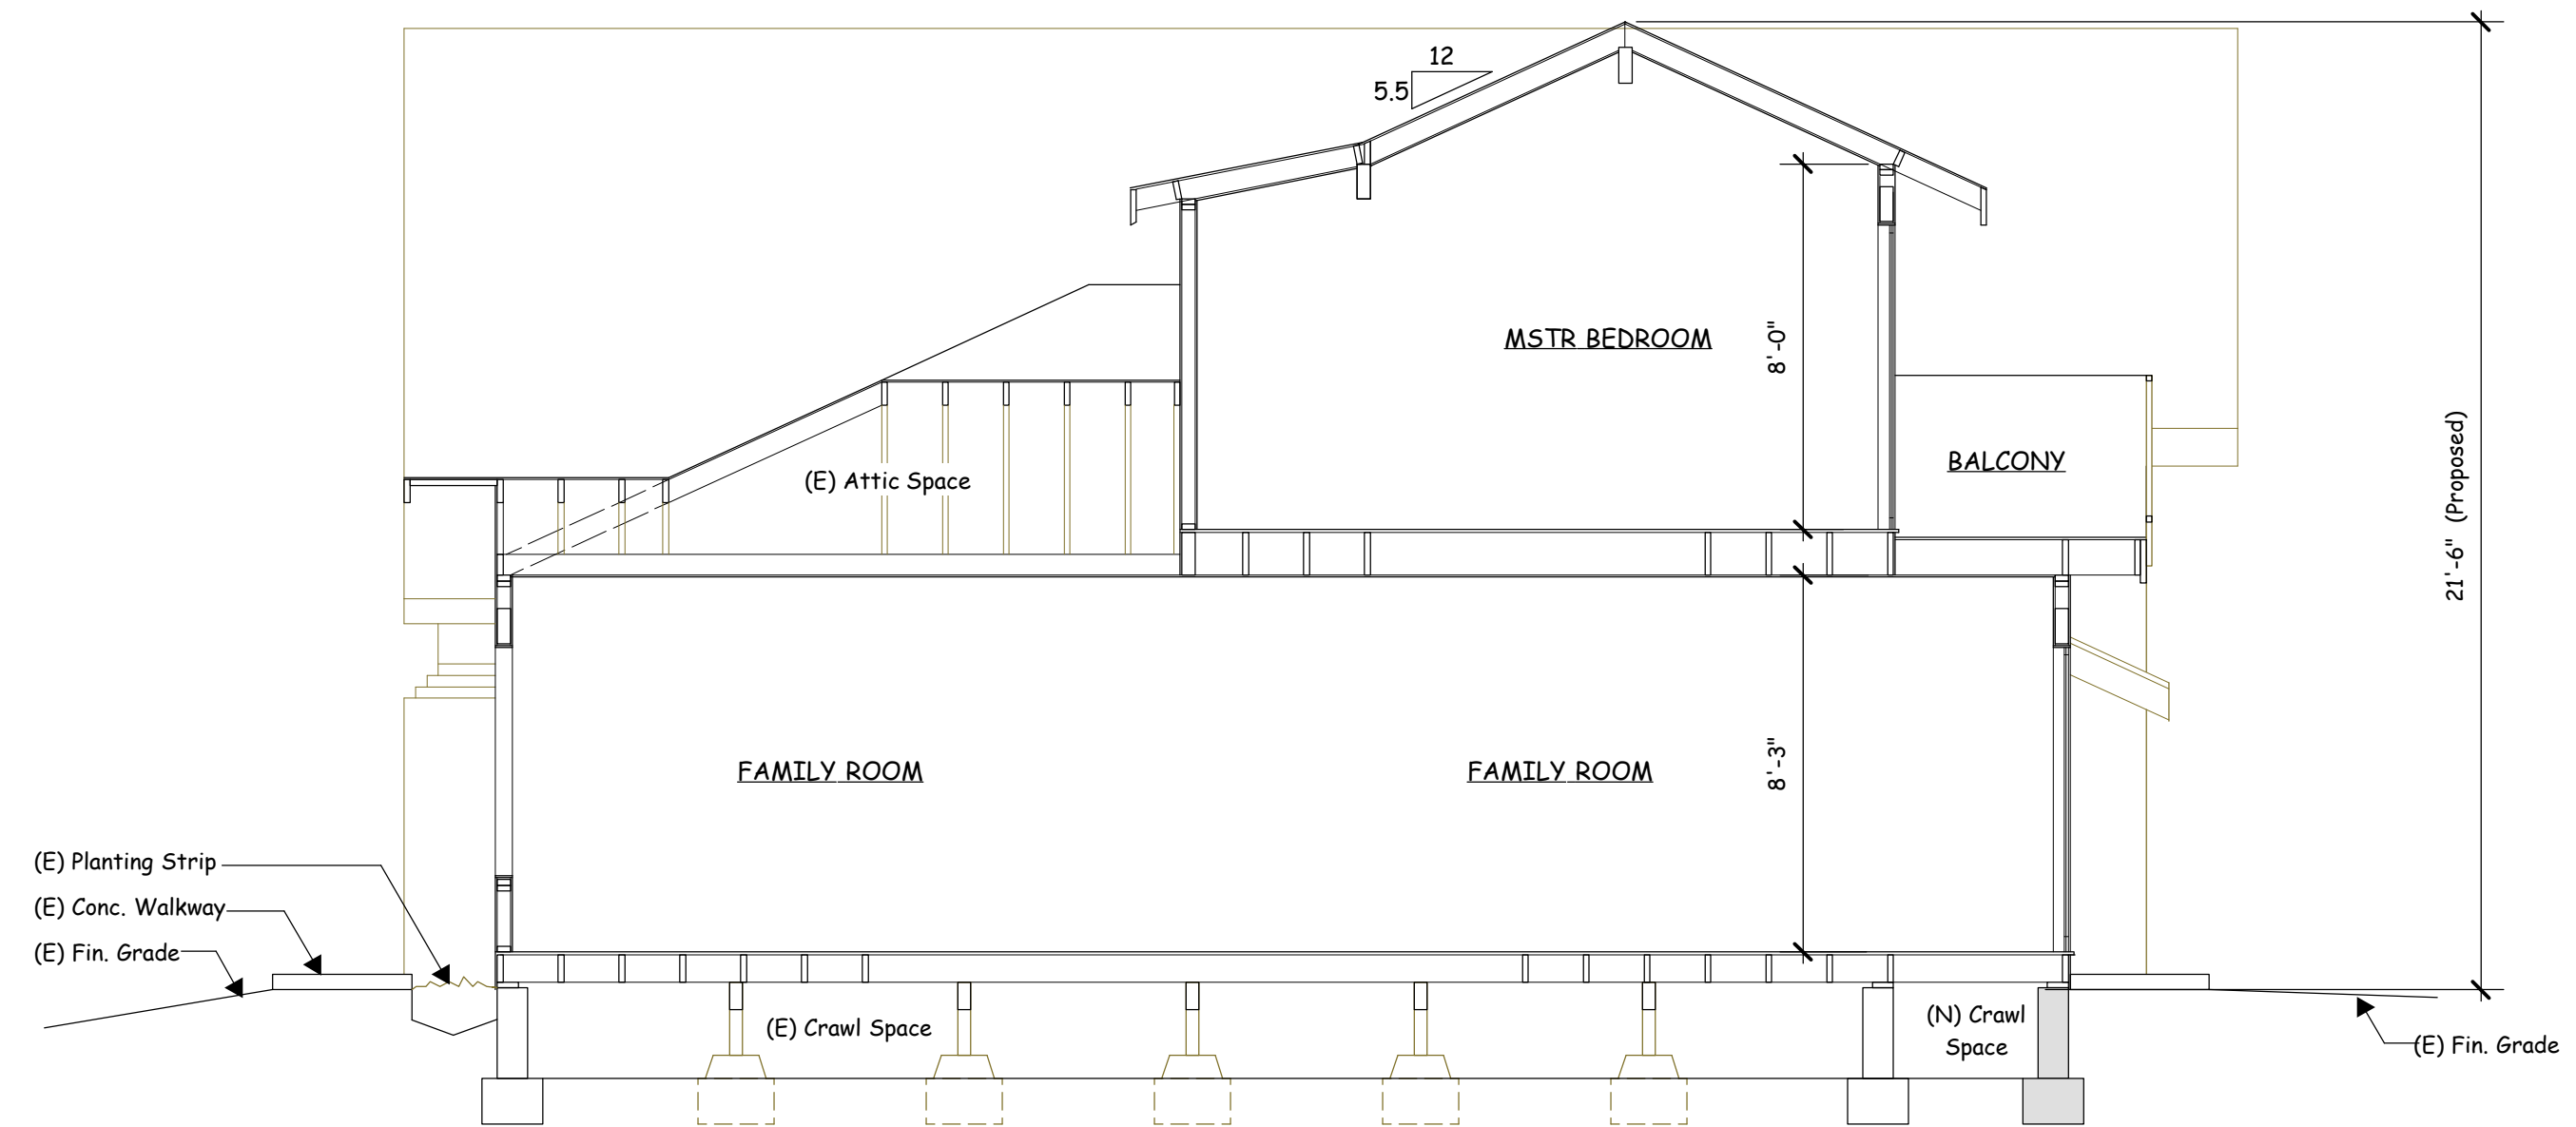 12
5.5
MSTR BEDROOM
8'-0"
21'-6" (Proposed)
BALCONY
(E) Attic Space
FAMILY ROOM
FAMILY ROOM
8'-3"
(E) Planting Strip
(E) Conc. Walkway
(E) Fin. Grade
(E) Crawl Space
(N) Crawl
Space
(E) Fin. Grade